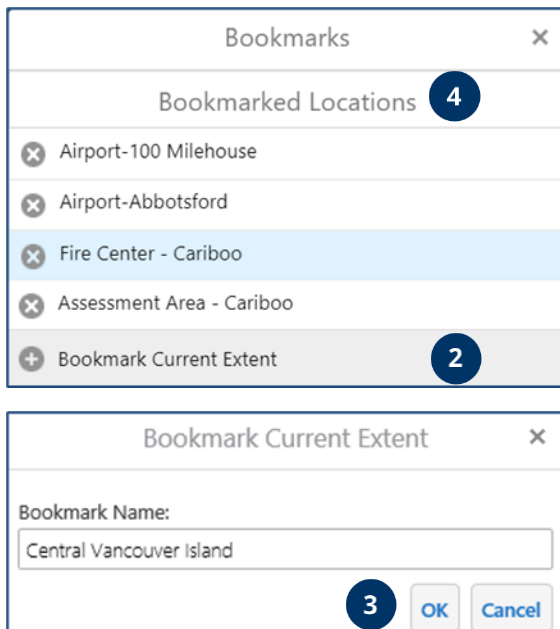 Bookmarks ×
Bookmarked Locations 4
Airport-100 Milehouse
Airport-Abbotsford
Fire Center - Cariboo
Assessment Area - Cariboo
Bookmark Current Extent 2
Bookmark Current Extent ×
Bookmark Name:
Central Vancouver Island
3 OK Cancel